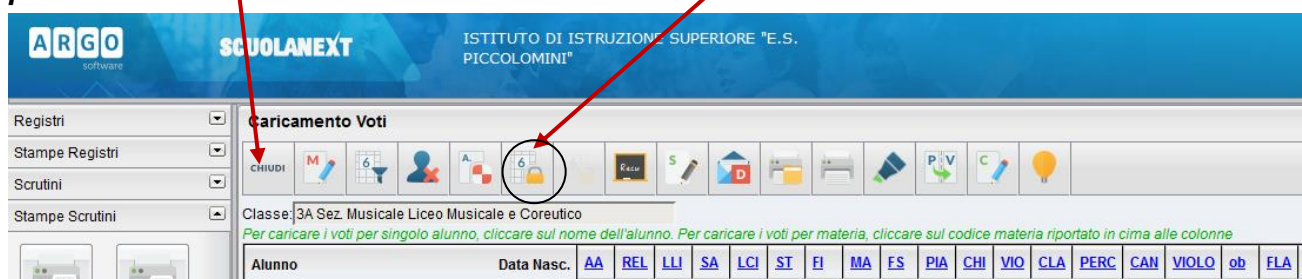 ARGO
software
SCUOLANEXT
ISTITUTO DI ISTRUZIONE SUPERIORE "E.S.
PICCOLOMINI"
Registri
Stampe Registri
Scrutini
Stampe Scrutini
Caricamento Voti
CHIUDI
M
6
A
6
Recu
S
D
P V
C
Classe: 3A Sez. Musicale Liceo Musicale e Coreutico
Per caricare i voti per singolo alunno, cliccare sul nome dell'alunno. Per caricare i voti per materia, cliccare sul codice materia riportato in cima alle colonne
Alunno Data Nasc. AA REL LLI SA LCI ST FI MA FS PIA CHI VIO CLA PERC CAN VIOLO ob FLA